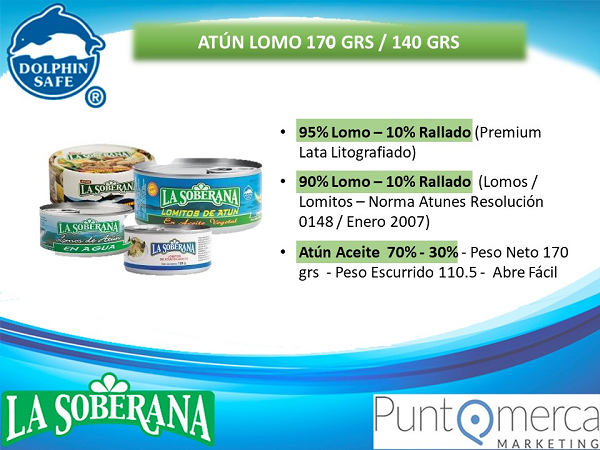 DOLPHIN
SAFE
®
ATÚN LOMO 170 GRS / 140 GRS
• 95% Lomo – 10% Rallado (Premium
Lata Litografiado)
• 90% Lomo – 10% Rallado (Lomos /
Lomitos – Norma Atunes Resolución
0148 / Enero 2007)
• Atún Aceite 70% - 30% - Peso Neto 170
grs - Peso Escurrido 110.5 - Abre Fácil
LA SOBERANA
LA SOBERANA
LOMITOS DE ATUN
En Aceite Vegetal
LA SOBERANA
Lomos de Atún
EN AGUA
LA SOBERANA
LA SOBERANA
PuntOmerca
MARKETING